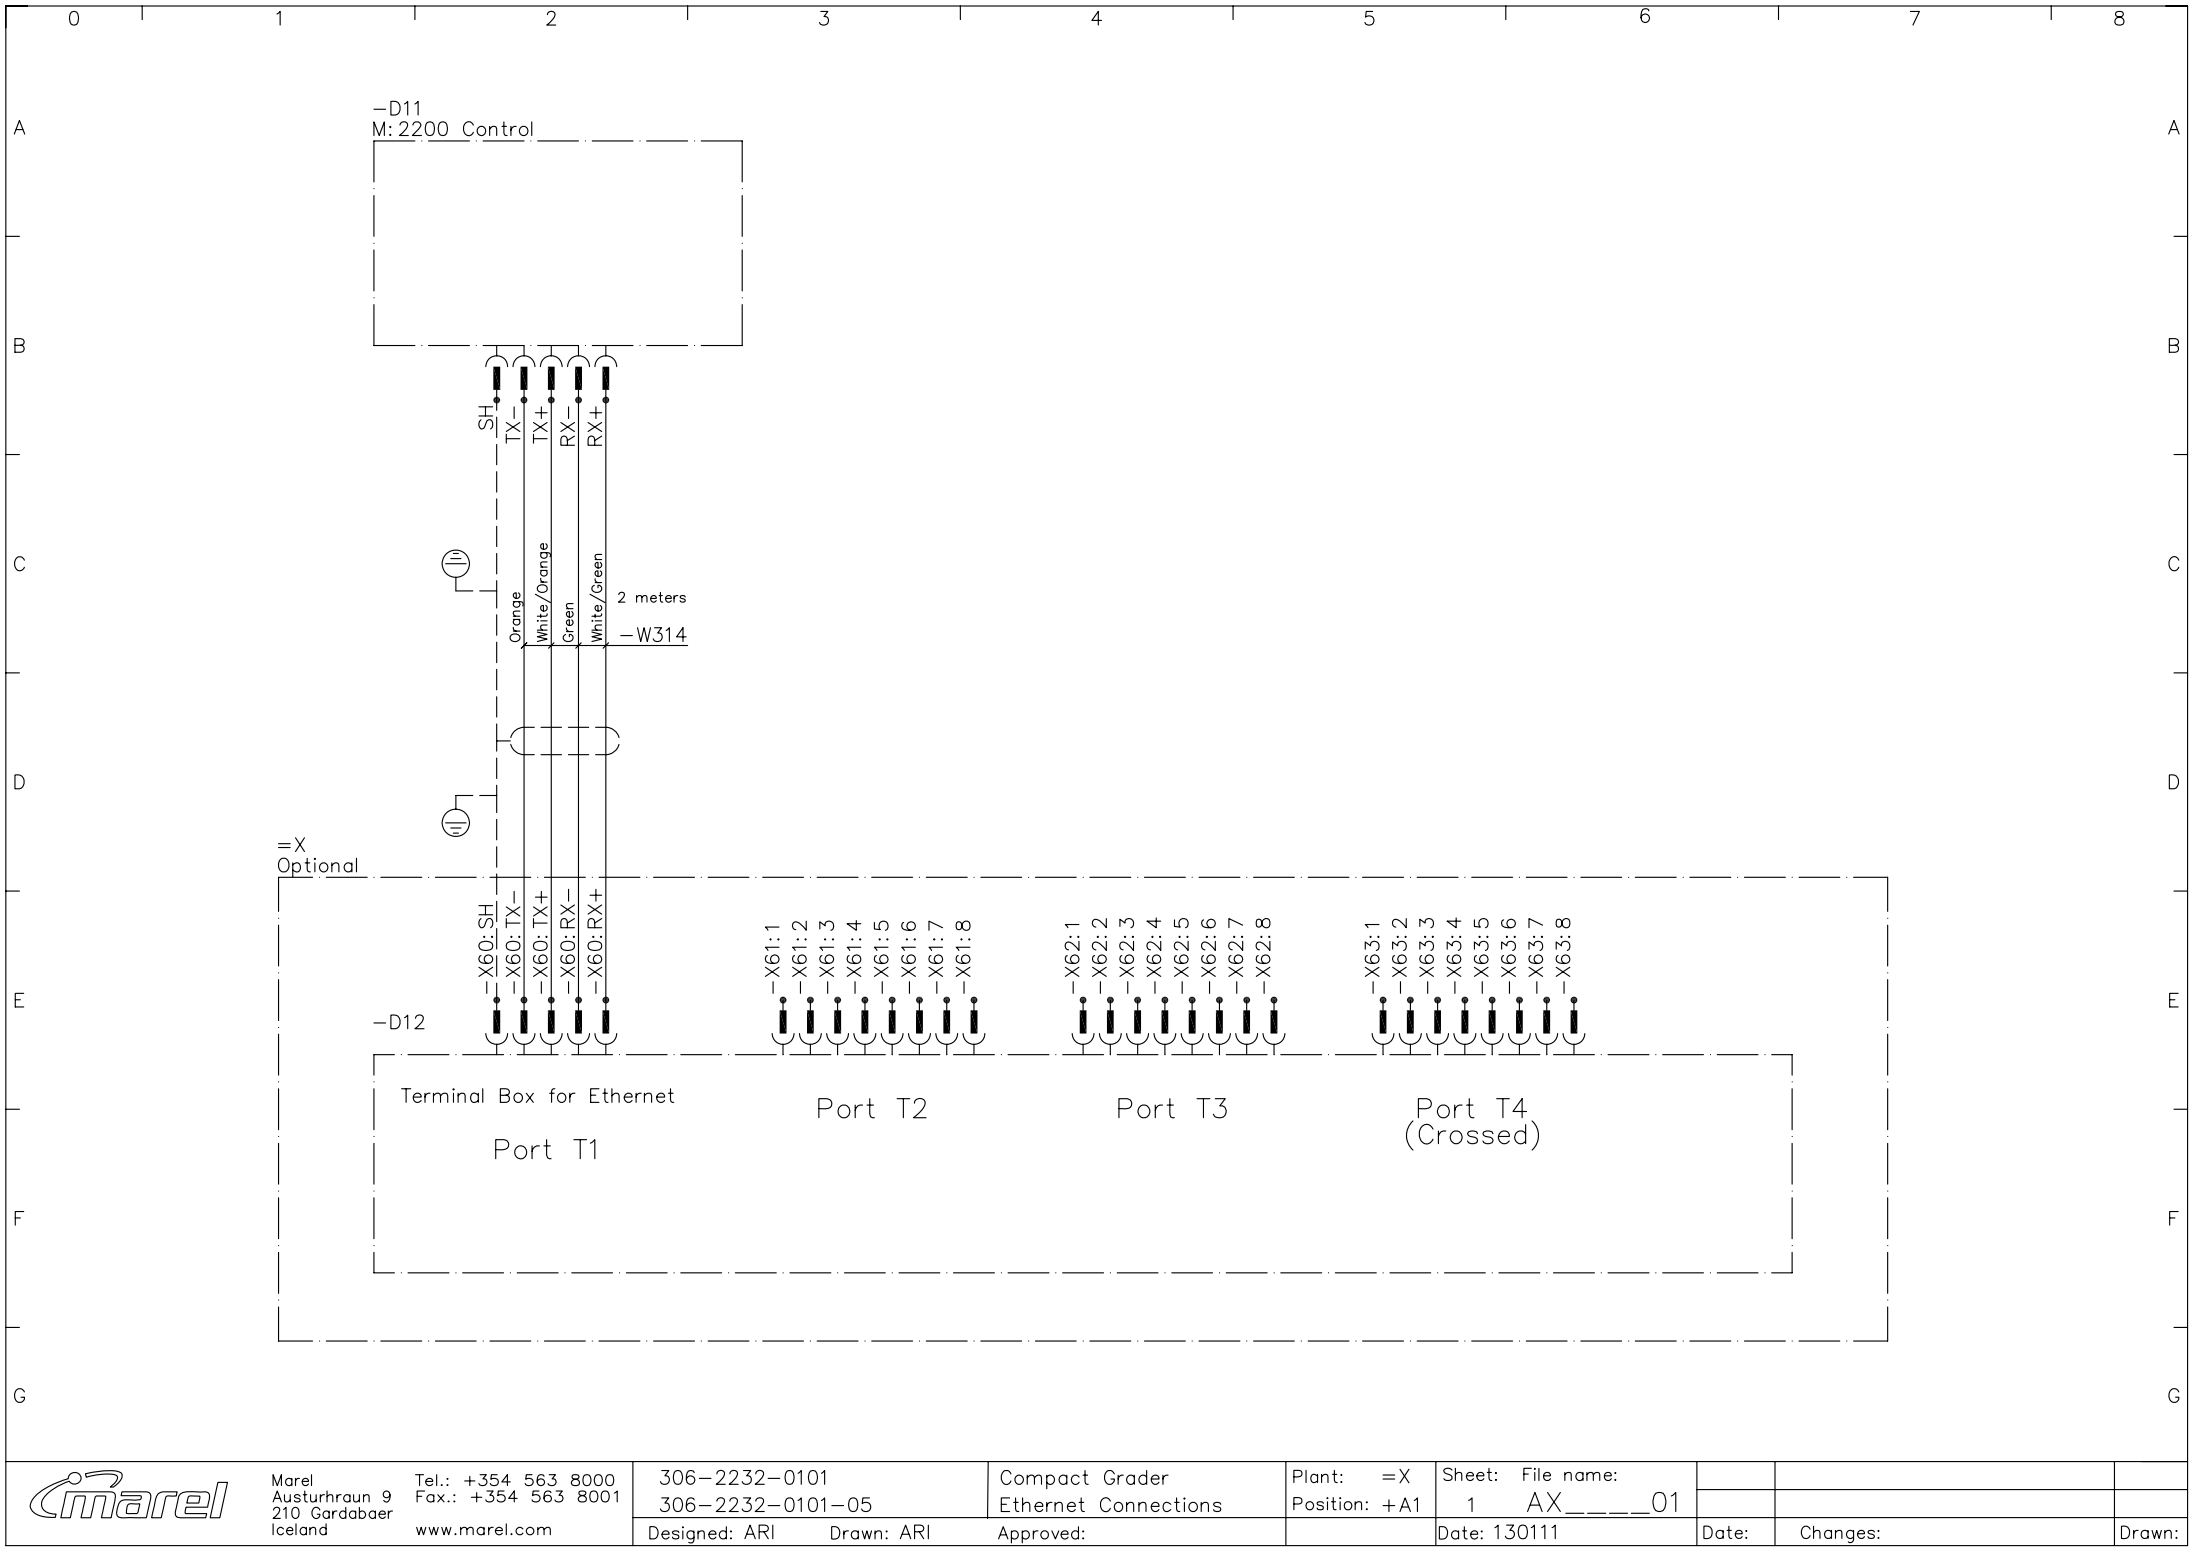 0 1 2 3 4 5 6 7 8
A A
-D11
M:2200 Control
B B
SH
TX-
TX+
RX-
RX+
C C
Orange
White/Orange
Green
White/Green
2 meters
-W314
D D
=X
Optional
-X60:SH
-X60:TX-
-X60:TX+
-X60:RX-
-X60:RX+
-X61:1
-X61:2
-X61:3
-X61:4
-X61:5
-X61:6
-X61:7
-X61:8
-X62:1
-X62:2
-X62:3
-X62:4
-X62:5
-X62:6
-X62:7
-X62:8
-X63:1
-X63:2
-X63:3
-X63:4
-X63:5
-X63:6
-X63:7
-X63:8
E E
-D12
Terminal Box for Ethernet
Port T1
Port T2
Port T3
Port T4
(Crossed)
F F
G G
marel
Marel
Austurhraun 9
210 Gardabaer
Iceland
Tel.: +354 563 8000
Fax.: +354 563 8001
www.marel.com
306-2232-0101
306-2232-0101-05
Designed: ARI Drawn: ARI
Compact Grader
Ethernet Connections
Approved:
Plant: =X
Position: +A1
Sheet: File name:
1 AX____01
Date: 130111
Date: Changes: Drawn: